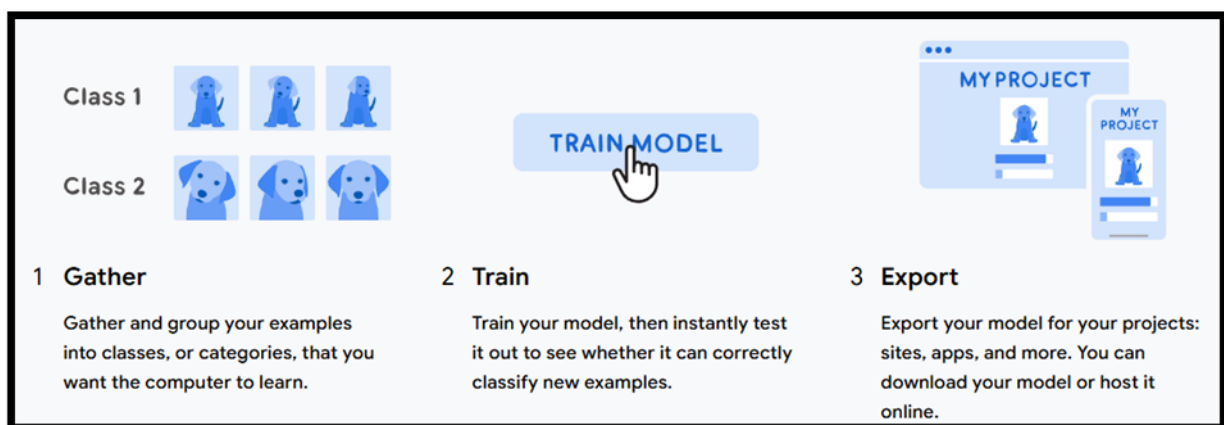 Class 1
Class 2
TRAIN MODEL
MY PROJECT
MY
PROJECT
1 Gather
Gather and group your examples
into classes, or categories, that you
want the computer to learn.
2 Train
Train your model, then instantly test
it out to see whether it can correctly
classify new examples.
3 Export
Export your model for your projects:
sites, apps, and more. You can
download your model or host it
online.